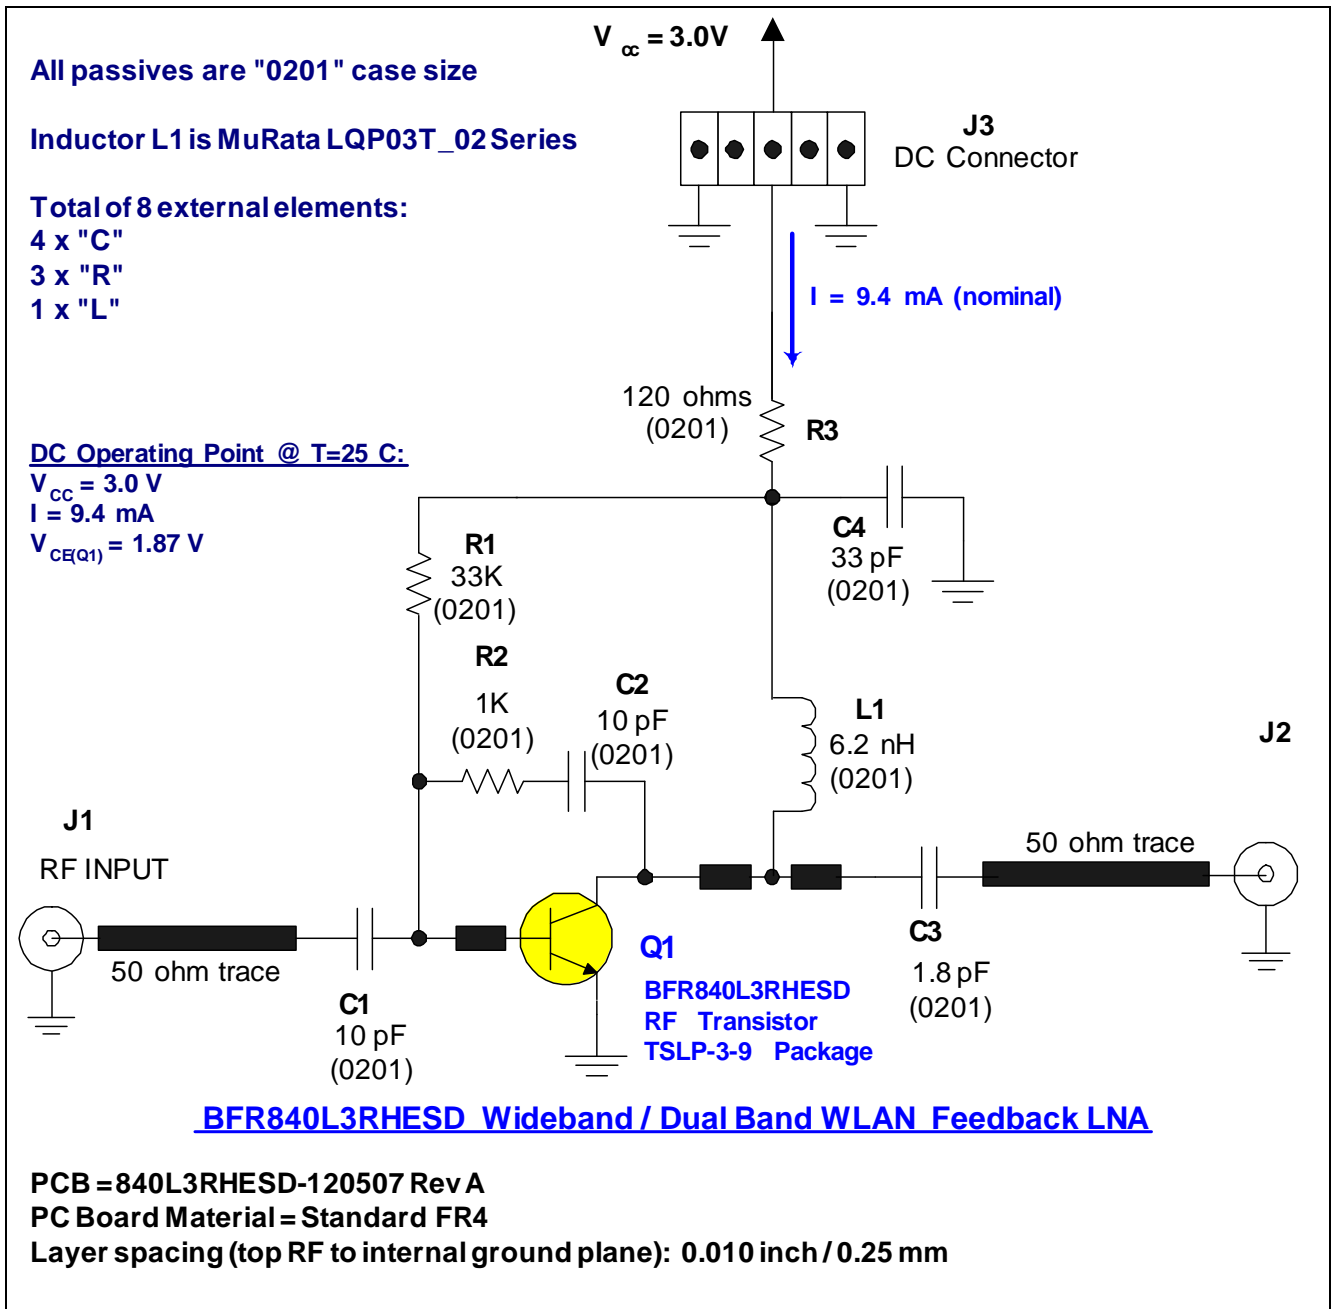 V cc = 3.0V
All passives are "0201" case size
J3
DC Connector
Inductor L1 is MuRata LQP03T_02 Series
Total of 8 external elements:
4 x "C"
3 x "R"
1 x "L"
I = 9.4 mA (nominal)
120 ohms
(0201)
R3
DC Operating Point @ T=25 C:
V CC = 3.0 V
I = 9.4 mA
V CE(Q1) = 1.87 V
R1
33K
(0201)
C4
33 pF
(0201)
R2
1K
(0201)
C2
10 pF
(0201)
L1
6.2 nH
(0201)
J2
J1
RF INPUT
50 ohm trace
50 ohm trace
C1
10 pF
(0201)
Q1
BFR840L3RHESD
RF Transistor
TSLP-3-9 Package
C3
1.8 pF
(0201)
BFR840L3RHESD Wideband / Dual Band WLAN Feedback LNA
PCB = 840L3RHESD-120507 Rev A
PC Board Material = Standard FR4
Layer spacing (top RF to internal ground plane): 0.010 inch / 0.25 mm